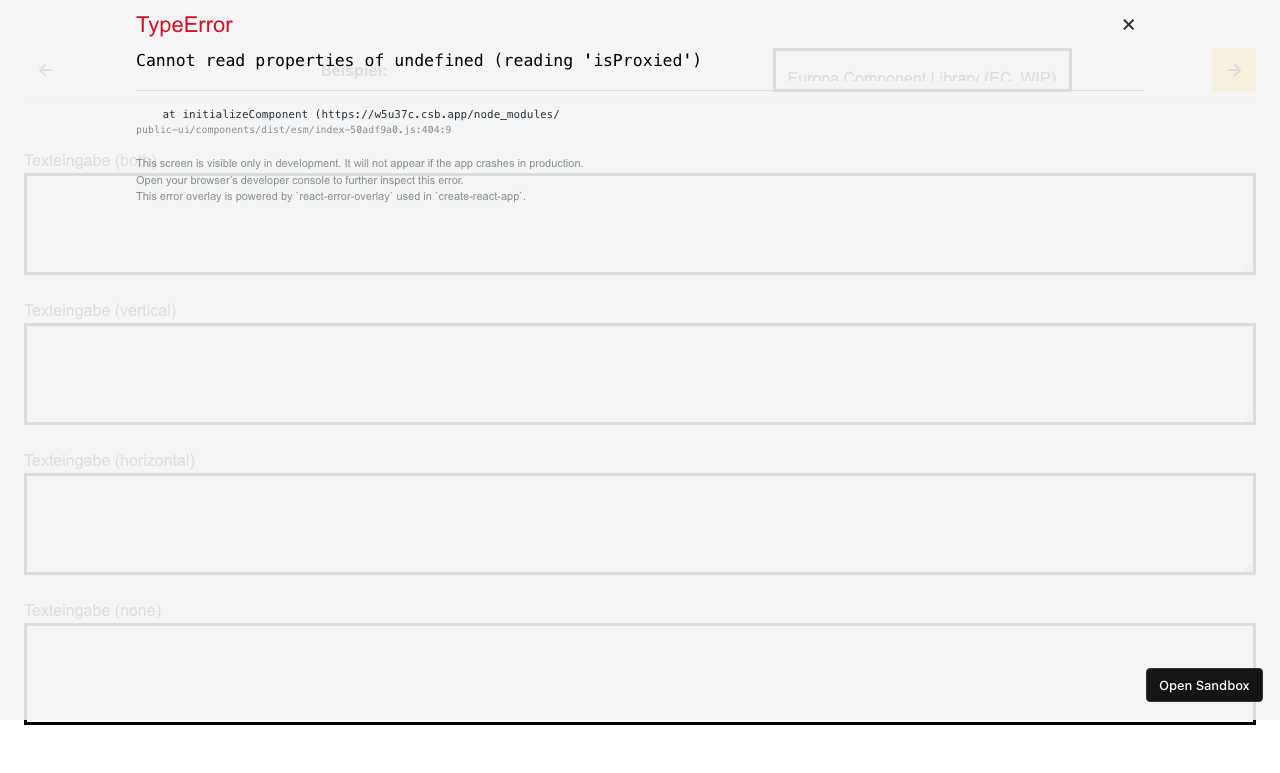 TypeError
Cannot read properties of undefined (reading 'isProxied')
Beispiel:
Europa Component Library (EC, WIP)
at initializeComponent (https://w5u37c.csb.app/node_modules/
public-ui/components/dist/esm/index-50adf9a0.js:404:9
Texteingabe (both)
This screen is visible only in development. It will not appear if the app crashes in production.
Open your browser's developer console to further inspect this error.
This error overlay is powered by `react-error-overlay` used in `create-react-app`.
Texteingabe (vertical)
Texteingabe (horizontal)
Texteingabe (none)
Open Sandbox